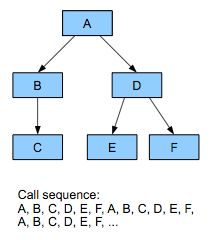 A
B
D
C
E
F
Call sequence:
A, B, C, D, E, F, A, B, C, D, E, F,
A, B, C, D, E, F, ...